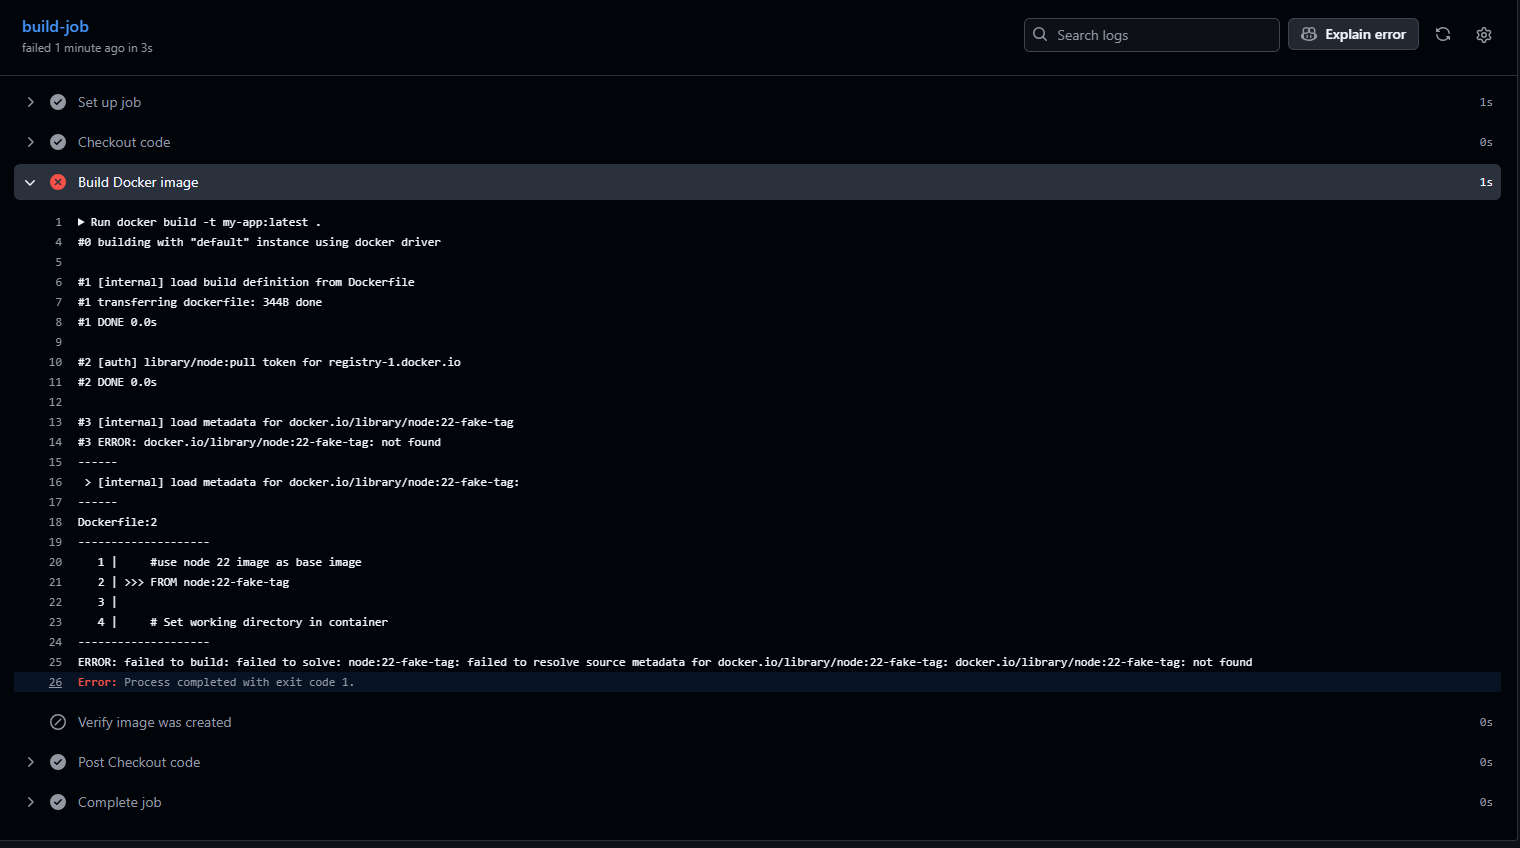 build-job
failed 1 minute ago in 3s
Search logs
Explain error
Set up job 1s
Checkout code 0s
Build Docker image 1s
1 Run docker build -t my-app:latest .
4 #0 building with "default" instance using docker driver
5
6 #1 [internal] load build definition from Dockerfile
7 #1 transferring dockerfile: 344B done
8 #1 DONE 0.0s
9
10 #2 [auth] library/node:pull token for registry-1.docker.io
11 #2 DONE 0.0s
12
13 #3 [internal] load metadata for docker.io/library/node:22-fake-tag
14 #3 ERROR: docker.io/library/node:22-fake-tag: not found
15 ------
16 > [internal] load metadata for docker.io/library/node:22-fake-tag:
17 ------
18 Dockerfile:2
19 --------------------
20 1 | #use node 22 image as base image
21 2 | >>> FROM node:22-fake-tag
22 3 |
23 4 | # Set working directory in container
24 --------------------
25 ERROR: failed to build: failed to solve: node:22-fake-tag: failed to resolve source metadata for docker.io/library/node:22-fake-tag: docker.io/library/node:22-fake-tag: not found
26 Error: Process completed with exit code 1.
Verify image was created 0s
Post Checkout code 0s
Complete job 0s